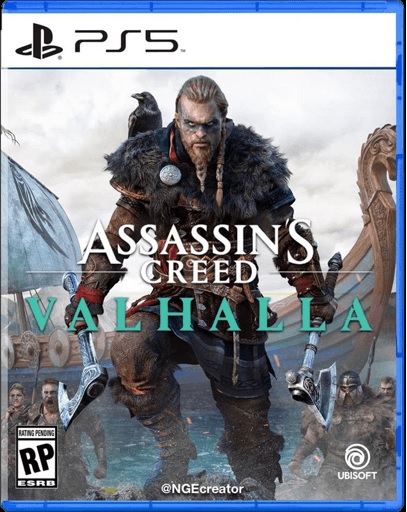 PS5
ASSASSIN'S
CREED
VALHALLA
RATING PENDING
RP
ESRB
@NGEcreator
UBISOFT